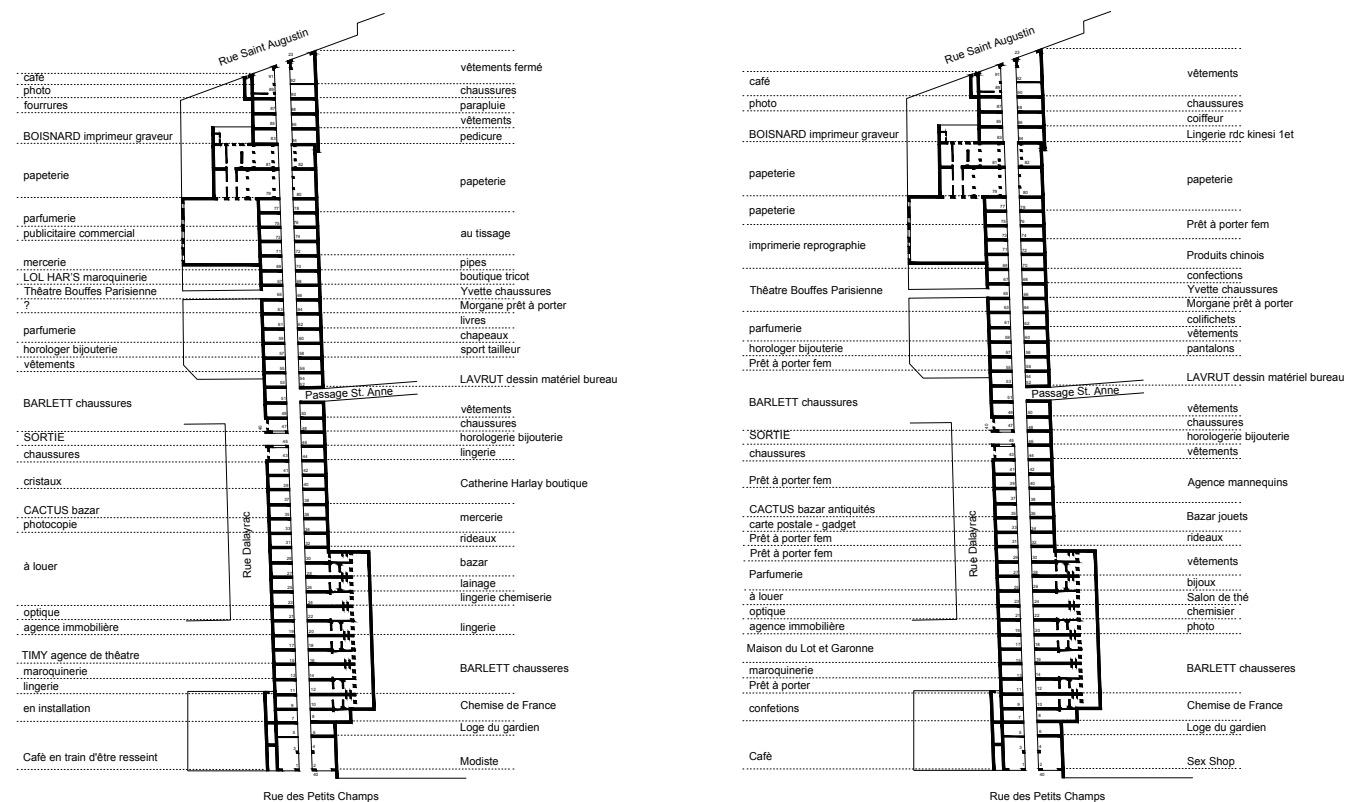 Rue Saint Augustin
café
photo
fourrures
BOISNARD imprimeur graveur
papeterie
parfumerie
publicitaire commercial
mercerie
LOL HAR'S maroquinerie
Théatre Bouffes Parisienne
?
parfumerie
horologer bijouterie
vêtements
BARLETT chaussures
SORTIE
chaussures
cristaux
CACTUS bazar
photocopie
à louer
optique
agence immobilière
TIMY agence de théatre
maroquinerie
lingerie
en installation
Cafè en train d'être resseint
vêtements fermé
chaussures
parapluie
vêtements
pedicure
papeterie
au tissage
pipes
boutique tricot
Yvette chaussures
Morgane prêt à porter
livres
chapeaux
sport tailleur
LAVRUT dessin matériel bureau
Passage St. Anne
vêtements
chaussures
horologerie bijouterie
lingerie
Catherine Harlay boutique
mercerie
rideaux
bazar
lainage
lingerie chemiserie
lingerie
BARLETT chausseres
Chemise de France
Loge du gardien
Modiste
Rue Dalayrac
Rue des Petits Champs
Rue Saint Augustin
café
photo
BOISNARD imprimeur graveur
papeterie
papeterie
imprimerie reprographie
Théatre Bouffes Parisienne
parfumerie
horologer bijouterie
Prêt à porter fem
BARLETT chaussures
SORTIE
chaussures
Prêt à porter fem
CACTUS bazar antiquités
carte postale - gadget
Prêt à porter fem
Prêt à porter fem
Parfumerie
à louer
optique
agence immobilière
Maison du Lot et Garonne
maroquinerie
Prêt à porter
confetions
Cafè
vêtements
chaussures
coiffeur
Lingerie rdc kinesi 1et
papeterie
Prêt à porter fem
Produits chinois
confections
Yvette chaussures
Morgane prêt à porter
colifichets
vêtements
pantalons
LAVRUT dessin matériel bureau
Passage St. Anne
vêtements
chaussures
horologerie bijouterie
vêtements
Agence mannequins
Bazar jouets
rideaux
vêtements
bijoux
Salon de thé
chemisier
photo
BARLETT chausseres
Chemise de France
Loge du gardien
Sex Shop
Rue Dalayrac
Rue des Petits Champs